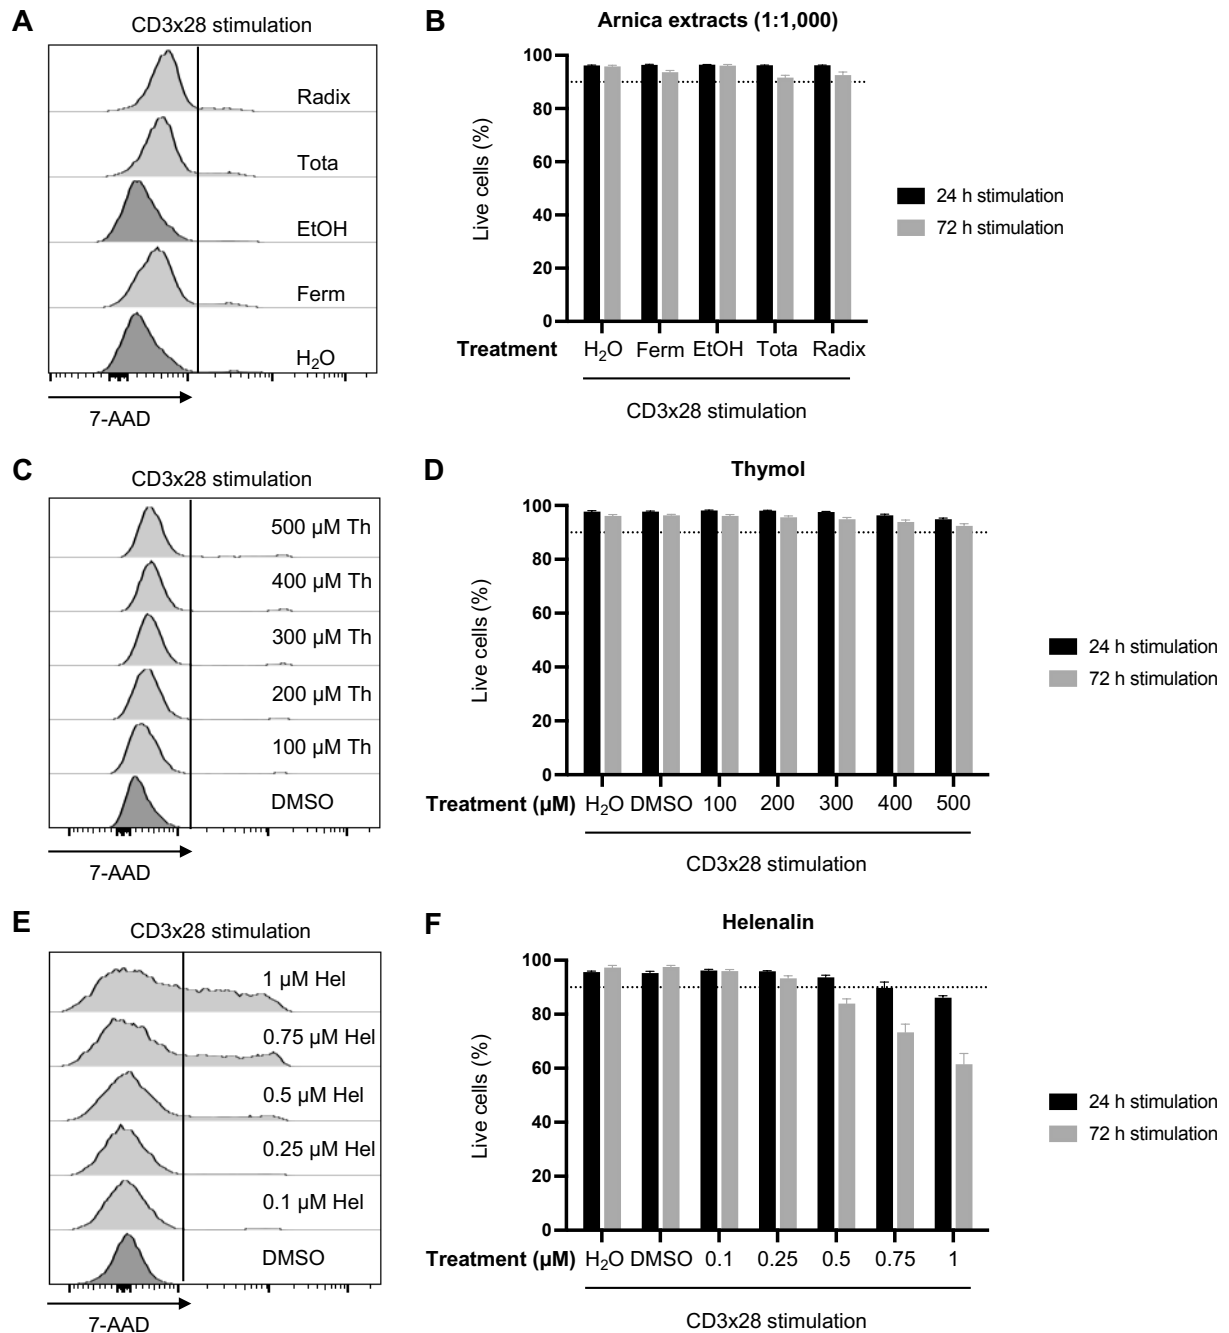 A
CD3x28 stimulation
Radix
Tota
EtOH
Ferm
H₂O
7-AAD
B
Arnica extracts (1:1,000)
Live cells (%)
100
80
60
40
20
0
Treatment H₂O Ferm EtOH Tota Radix
CD3x28 stimulation
24 h stimulation
72 h stimulation
C
CD3x28 stimulation
500 µM Th
400 µM Th
300 µM Th
200 µM Th
100 µM Th
DMSO
7-AAD
D
Thymol
Live cells (%)
100
80
60
40
20
0
Treatment (µM) H₂O DMSO 100 200 300 400 500
CD3x28 stimulation
24 h stimulation
72 h stimulation
E
CD3x28 stimulation
1 µM Hel
0.75 µM Hel
0.5 µM Hel
0.25 µM Hel
0.1 µM Hel
DMSO
7-AAD
F
Helenalin
Live cells (%)
100
80
60
40
20
0
Treatment (µM) H₂O DMSO 0.1 0.25 0.5 0.75 1
CD3x28 stimulation
24 h stimulation
72 h stimulation